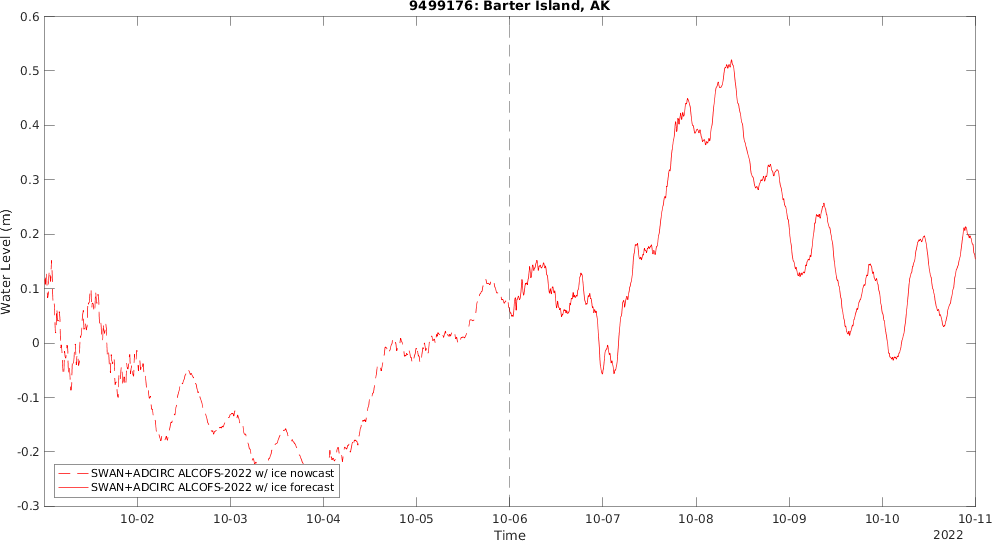 9499176: Barter Island, AK
0.6
0.5
0.4
0.3
0.2
0.1
0
-0.1
-0.2
-0.3
Water Level (m)
SWAN+ADCIRC ALCOFS-2022 w/ ice nowcast
SWAN+ADCIRC ALCOFS-2022 w/ ice forecast
10-02 10-03 10-04 10-05 10-06 10-07 10-08 10-09 10-10 10-11
Time
2022